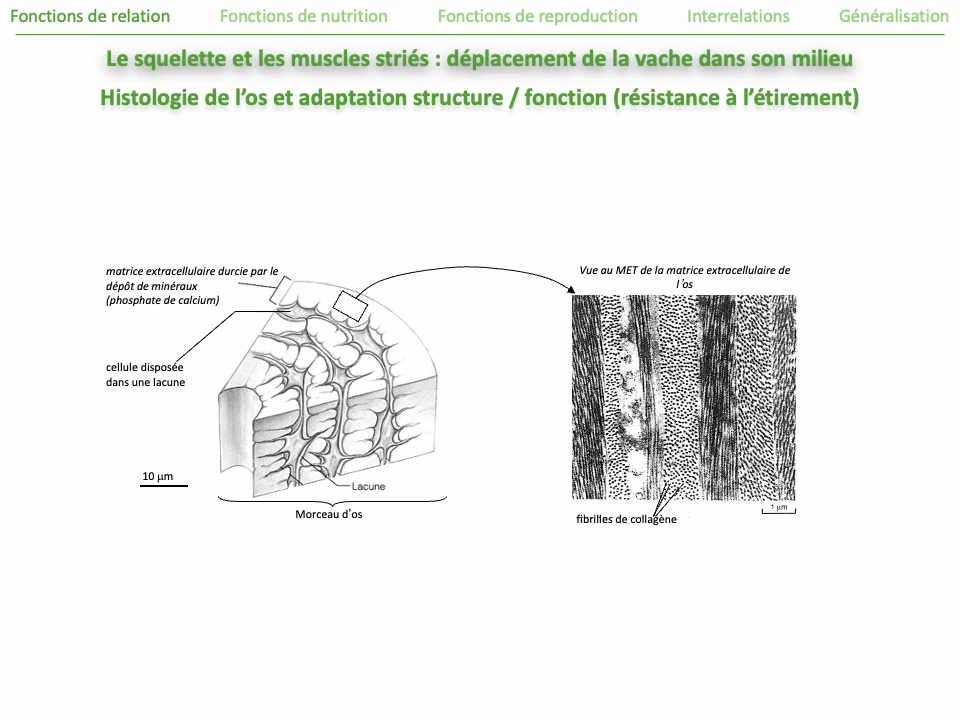 Fonctions de relation Fonctions de nutrition Fonctions de reproduction Interrelations Généralisation
Le squelette et les muscles striés : déplacement de la vache dans son milieu
Histologie de l'os et adaptation structure / fonction (résistance à l'étirement)
matrice extracellulaire durcie par le
dépôt de minéraux
(phosphate de calcium)
Vue au MET de la matrice extracellulaire de
l'os
cellule disposée
dans une lacune
10 µm
Lacune
Morceau d'os
1 µm
fibrilles de collagène